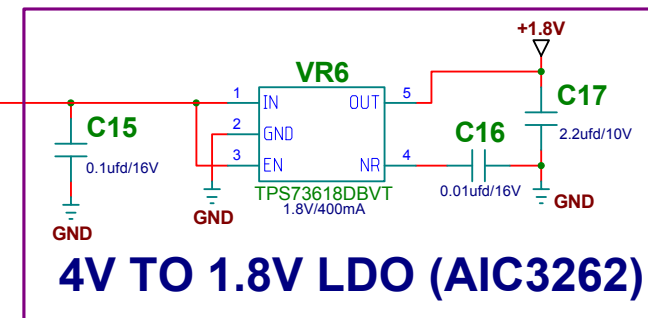 +1.8V
VR6
1 IN OUT 5
C17
C15
2 GND
C16
2.2ufd/10V
0.1ufd/16V
3 EN NR 4
0.01ufd/16V
TPS73618DBVT
1.8V/400mA
GND
GND
GND
4V TO 1.8V LDO (AIC3262)